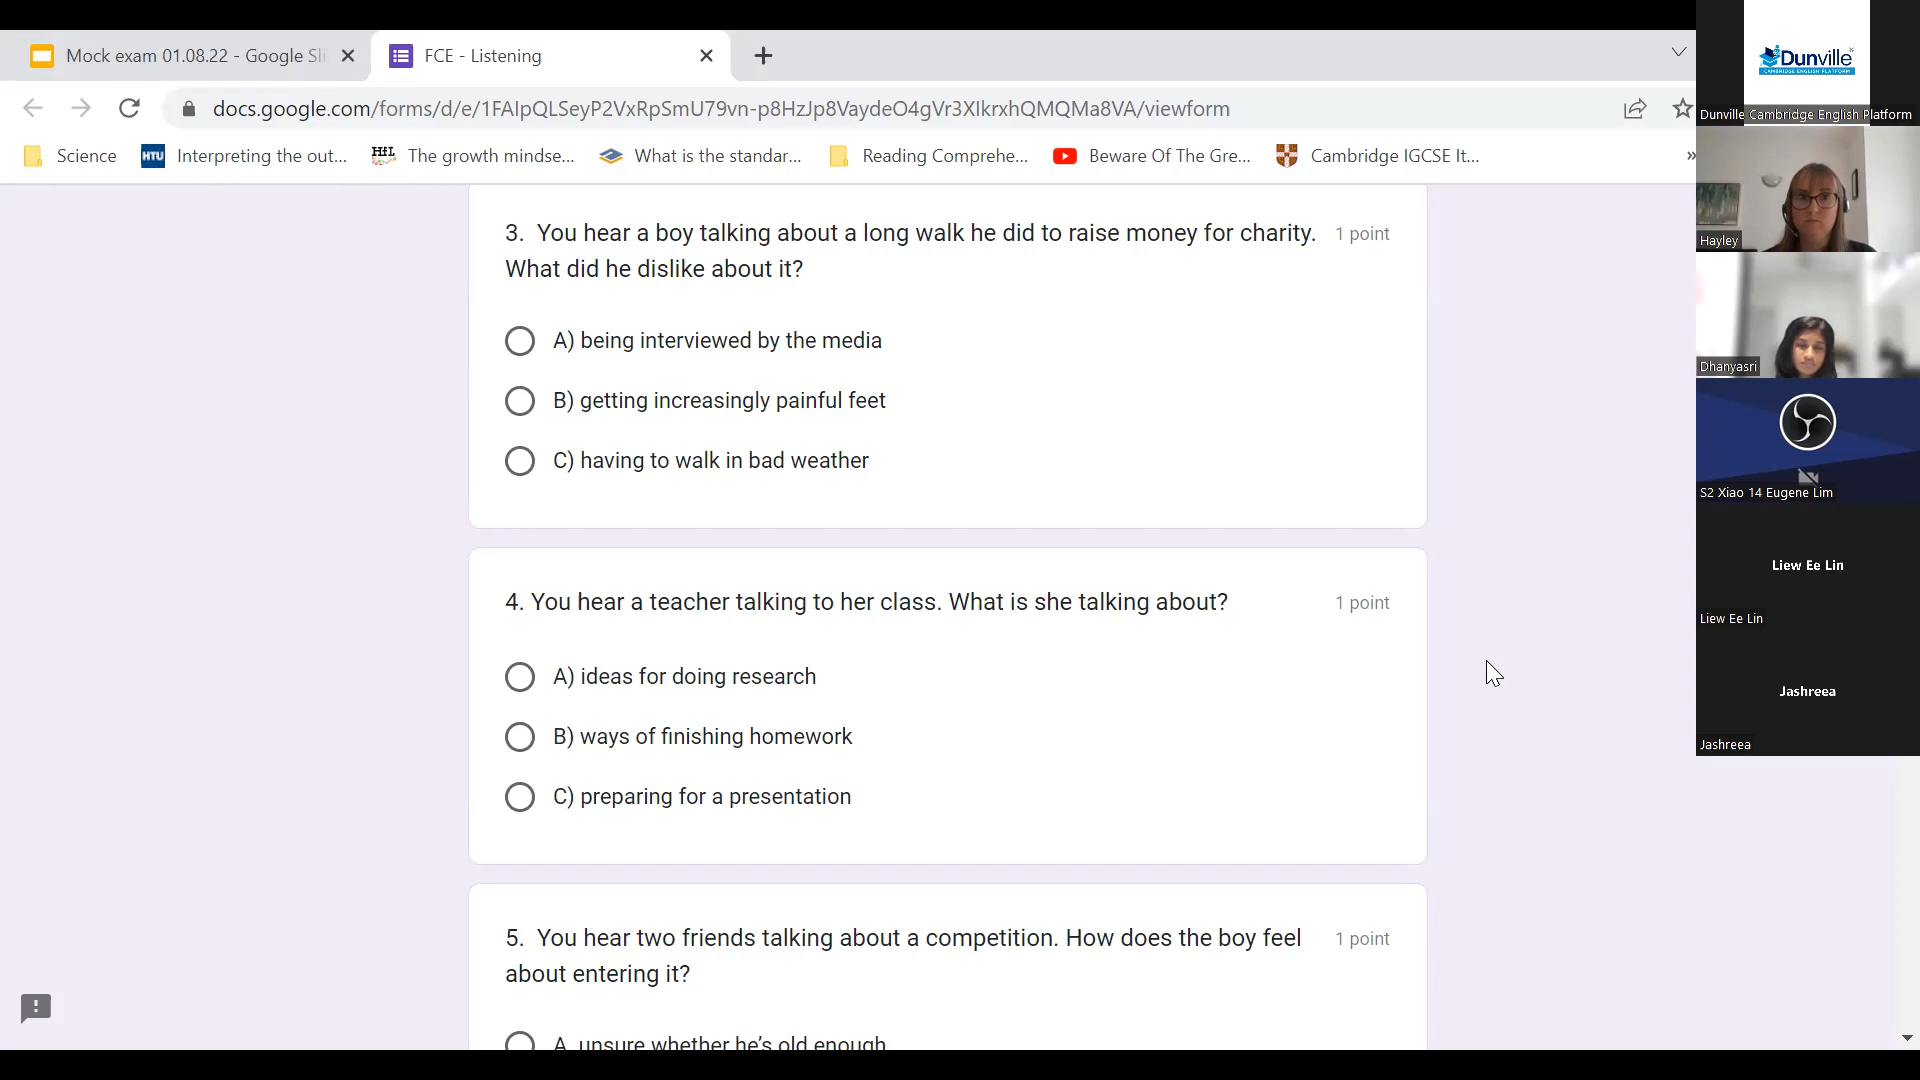 Mock exam 01.08.22 - Google Sli
FCE - Listening
docs.google.com/forms/d/e/1FAIpQLSeyP2VxRpSmU79vn-p8HzJp8VaydeO4gVr3XIkrxhQMQMa8VA/viewform
Science
HTU
Interpreting the out...
The growth mindse...
What is the standar...
Reading Comprehe...
Beware Of The Gre...
Cambridge IGCSE It...
3. You hear a boy talking about a long walk he did to raise money for charity. 1 point
What did he dislike about it?
A) being interviewed by the media
B) getting increasingly painful feet
C) having to walk in bad weather
4. You hear a teacher talking to her class. What is she talking about? 1 point
A) ideas for doing research
B) ways of finishing homework
C) preparing for a presentation
5. You hear two friends talking about a competition. How does the boy feel 1 point
about entering it?
A unsure whether he's old enough
Dunville
CAMBRIDGE ENGLISH PLATFORM
Dunville Cambridge English Platform
Hayley
Dhanyasri
S2 Xiao 14 Eugene Lim
Liew Ee Lin
Liew Ee Lin
Jashreea
Jashreea